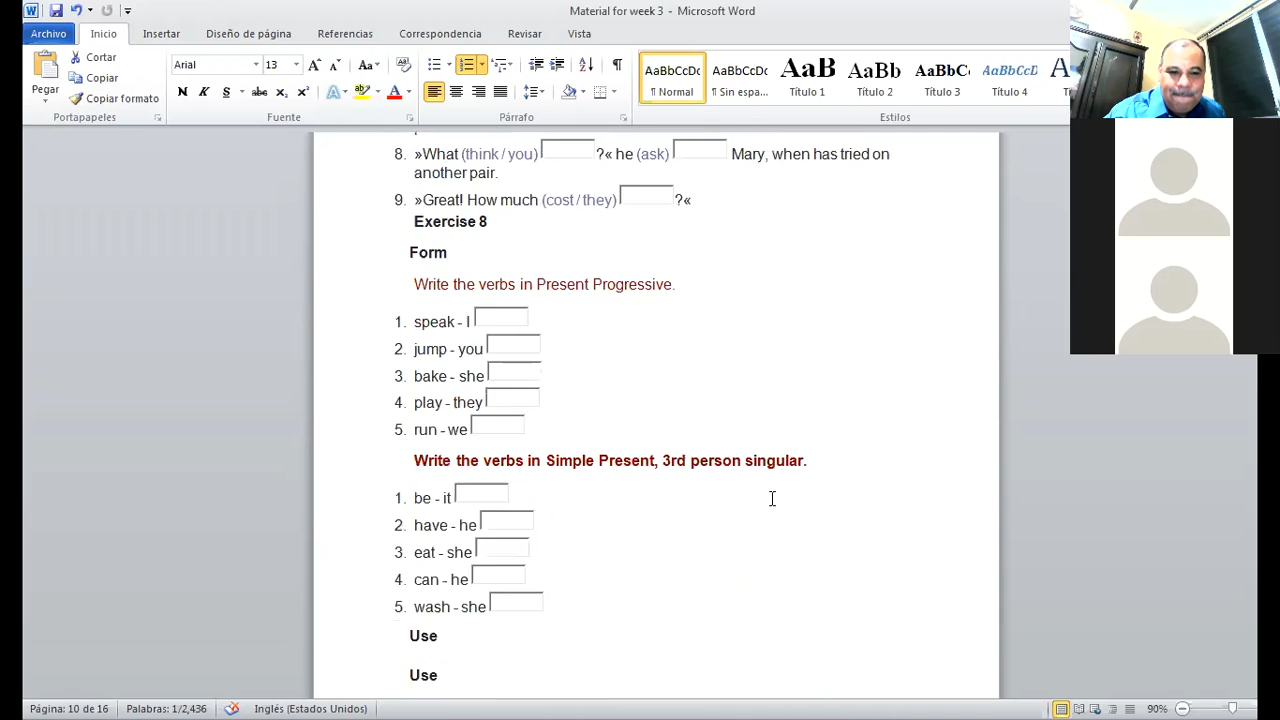 Material for week 3 - Microsoft Word
Archivo Inicio Insertar Diseño de página Referencias Correspondencia Revisar Vista
Pegar
Cortar
Copiar
Copiar formato
Portapapeles
Arial 13
Aa
N K S abc x₂ x² A ab A
Fuente
Párrafo
AaBbCcDc AaBbCcDc AaB AaBb AaBbC AaBbCcD
¶ Normal ¶ Sin espa... Título 1 Título 2 Título 3 Título 4
Estilos
8. »What (think / you) ?« he (ask) Mary, when has tried on
another pair.
9. »Great! How much (cost / they) ?«
Exercise 8
Form
Write the verbs in Present Progressive.
1. speak - I
2. jump - you
3. bake - she
4. play - they
5. run - we
Write the verbs in Simple Present, 3rd person singular.
1. be - it
2. have - he
3. eat - she
4. can - he
5. wash - she
Use
Use
Página: 10 de 16 Palabras: 1/2,436 Inglés (Estados Unidos) 90%